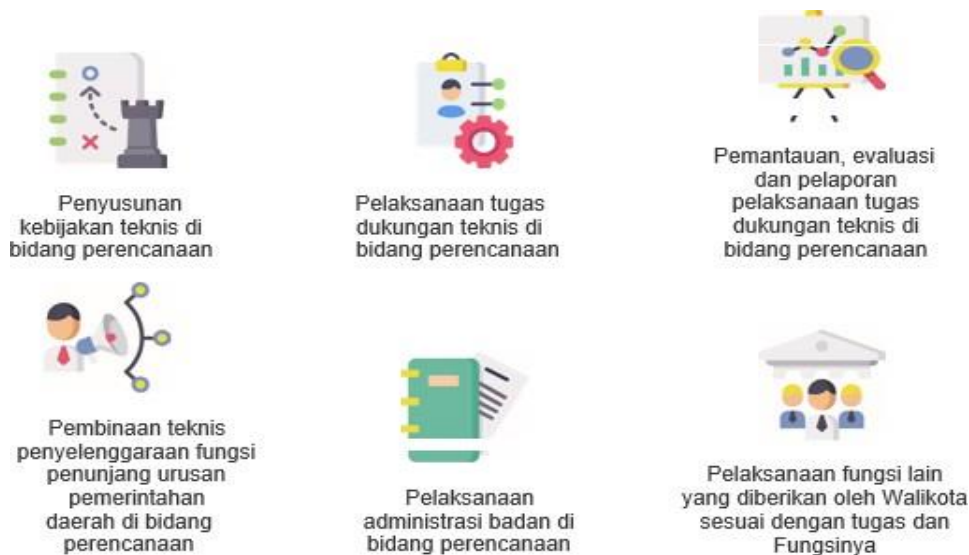 Penyusunan
kebijakan teknis di
bidang perencanaan
Pelaksanaan tugas
dukungan teknis di
bidang perencanaan
Pemantauan, evaluasi
dan pelaporan
pelaksanaan tugas
dukungan teknis di
bidang perencanaan
Pembinaan teknis
penyelenggaraan fungsi
penunjang urusan
pemerintahan
daerah di bidang
perencanaan
Pelaksanaan
administrasi badan di
bidang perencanaan
Pelaksanaan fungsi lain
yang diberikan oleh Walikota
sesuai dengan tugas dan
Fungsinya